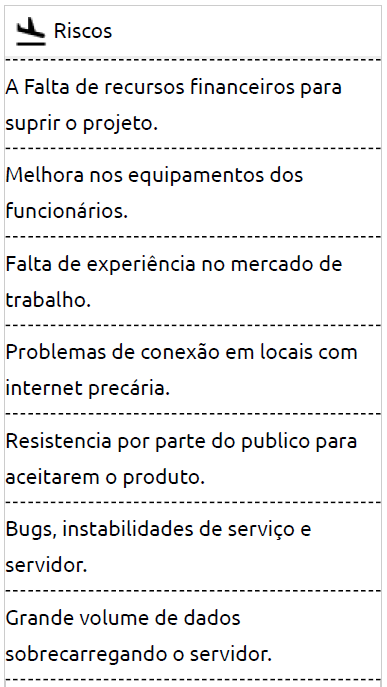 Riscos
A Falta de recursos financeiros para
suprir o projeto.
Melhora nos equipamentos dos
funcionários.
Falta de experiência no mercado de
trabalho.
Problemas de conexão em locais com
internet precária.
Resistencia por parte do publico para
aceitarem o produto.
Bugs, instabilidades de serviço e
servidor.
Grande volume de dados
sobrecarregando o servidor.